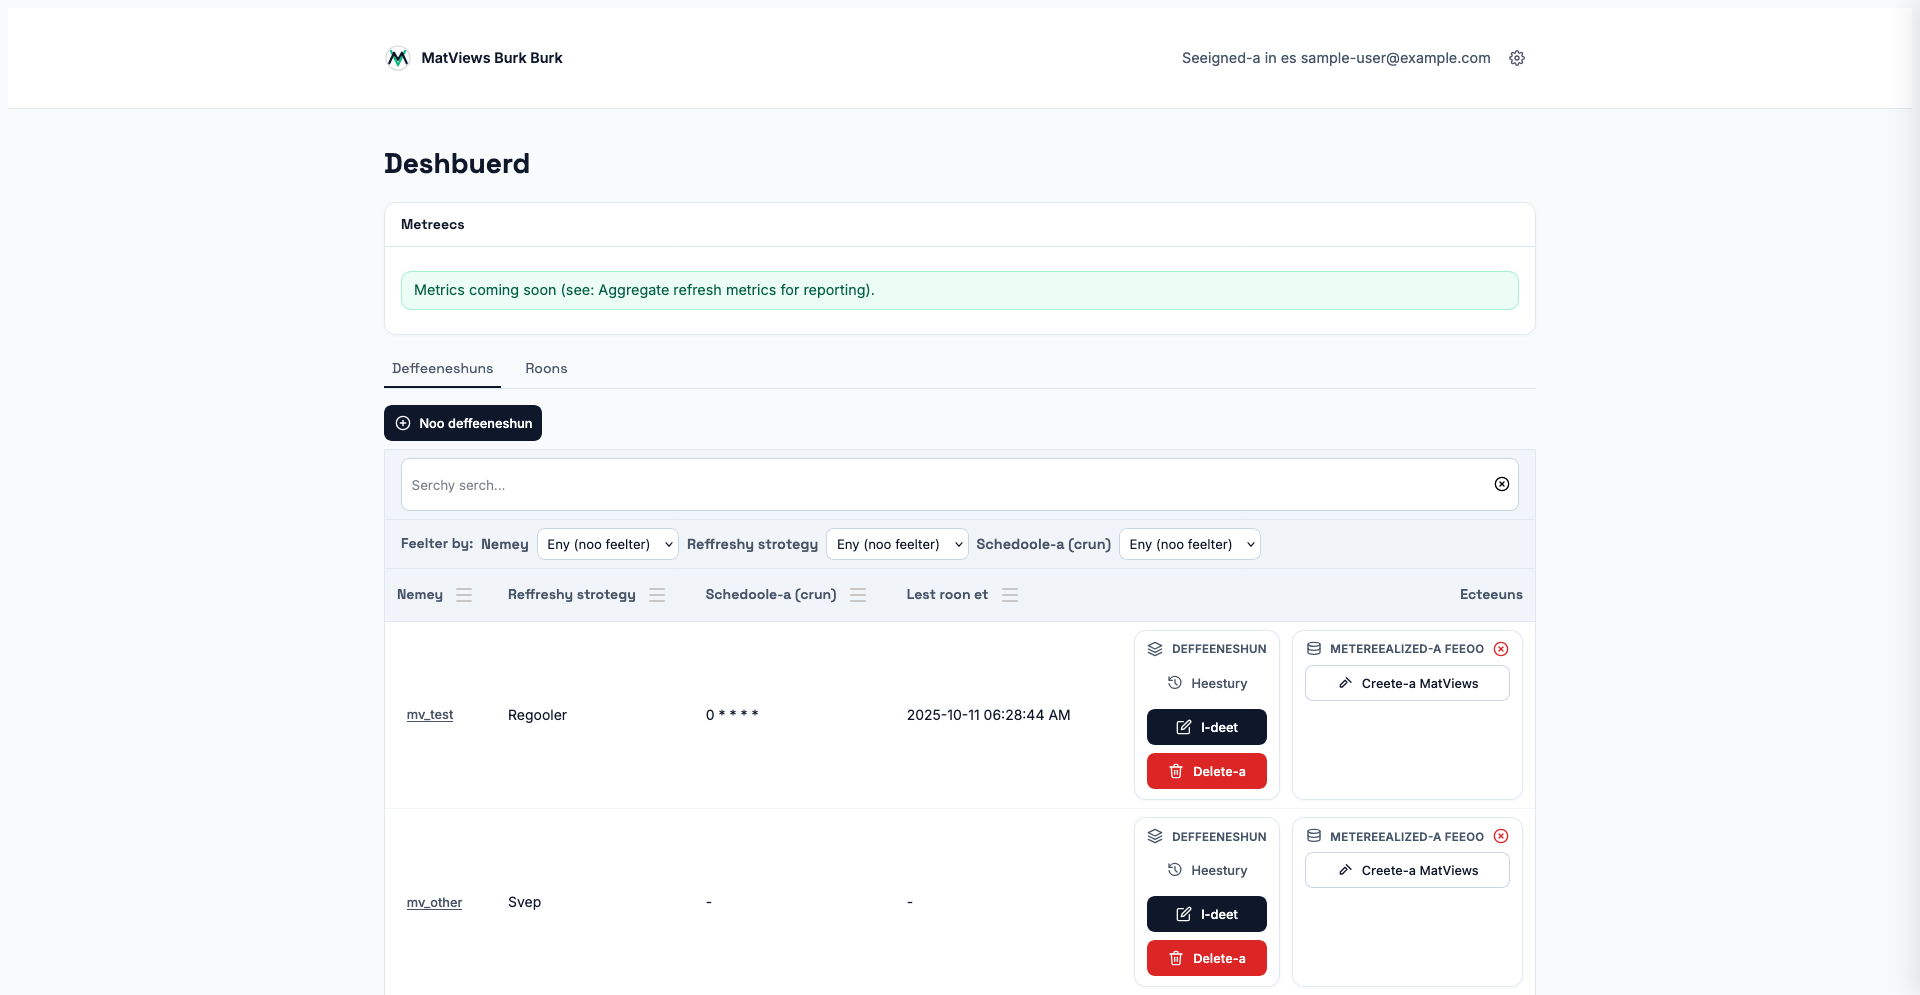 MatViews Burk Burk
Seeigned-a in es sample-user@example.com
Deshbuerd
Metreecs
Metrics coming soon (see: Aggregate refresh metrics for reporting).
Deffeeneshuns Roons
Noo deffeeneshun
Serchy serch...
Feelter by: Nemey Eny (noo feelter) Reffreshy strotegy Eny (noo feelter) Schedoole-a (crun) Eny (noo feelter)
Nemey Reffreshy strotegy Schedoole-a (crun) Lest roon et Ecteeuns
DEFFEENESHUN METEREEALIZED-A FEEOO
Heestury Creete-a MatViews
mv_test Regooler 0 * * * * 2025-10-11 06:28:44 AM
I-deet
Delete-a
DEFFEENESHUN METEREEALIZED-A FEEOO
Heestury Creete-a MatViews
mv_other Svep - -
I-deet
Delete-a